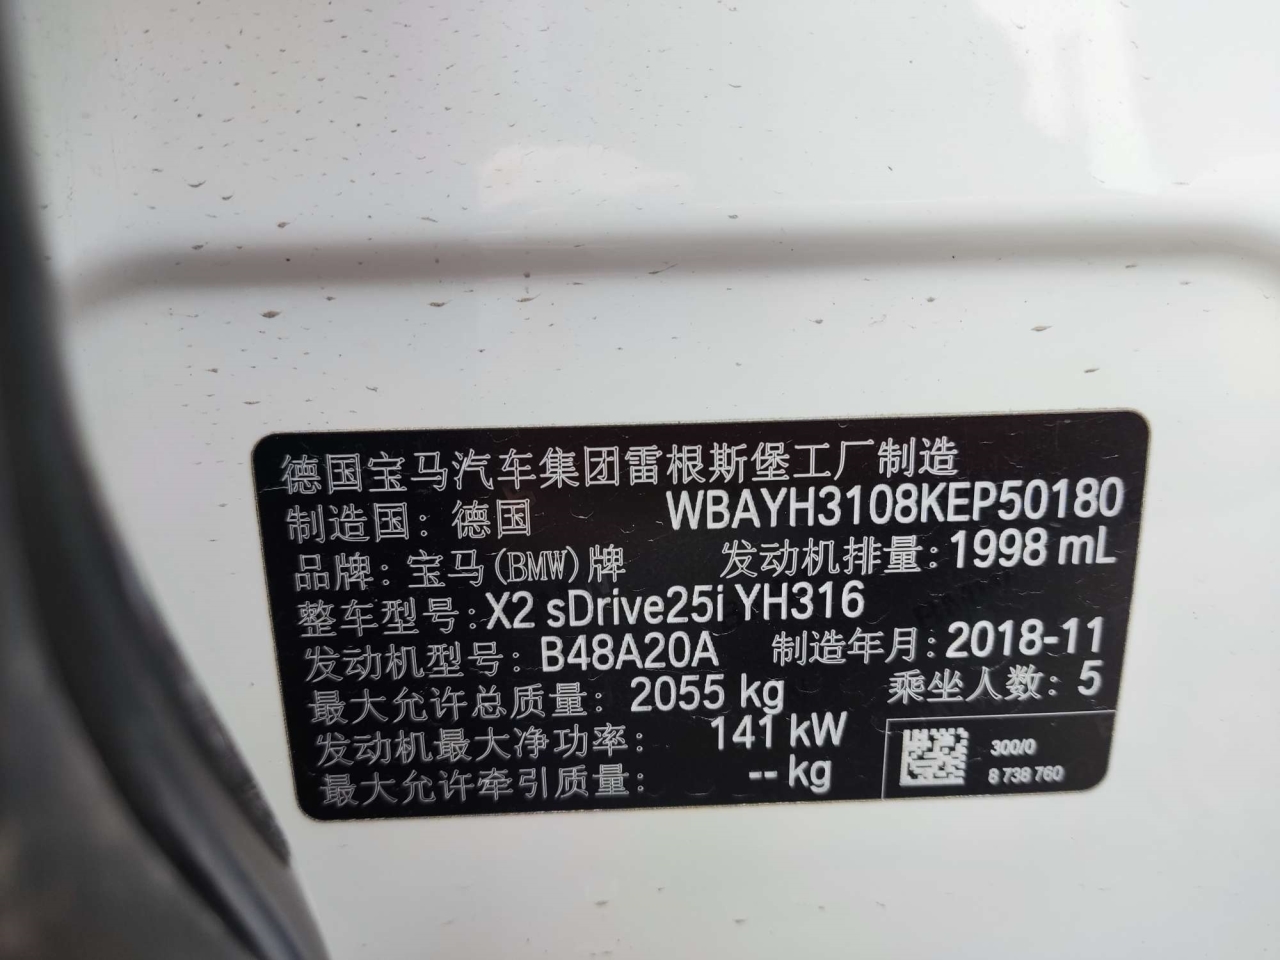 德国宝马汽车集团雷根斯堡工厂制造
制造国：德国 WBAYH3108KEP50180
品牌：宝马(BMW)牌 发动机排量：1998 mL
整车型号：X2 sDrive25i YH316
发动机型号：B48A20A 制造年月：2018-11
最大允许总质量：2055 kg 乘坐人数：5
发动机最大净功率：141 kW
最大允许牵引质量：-- kg
300/0
8 738 760